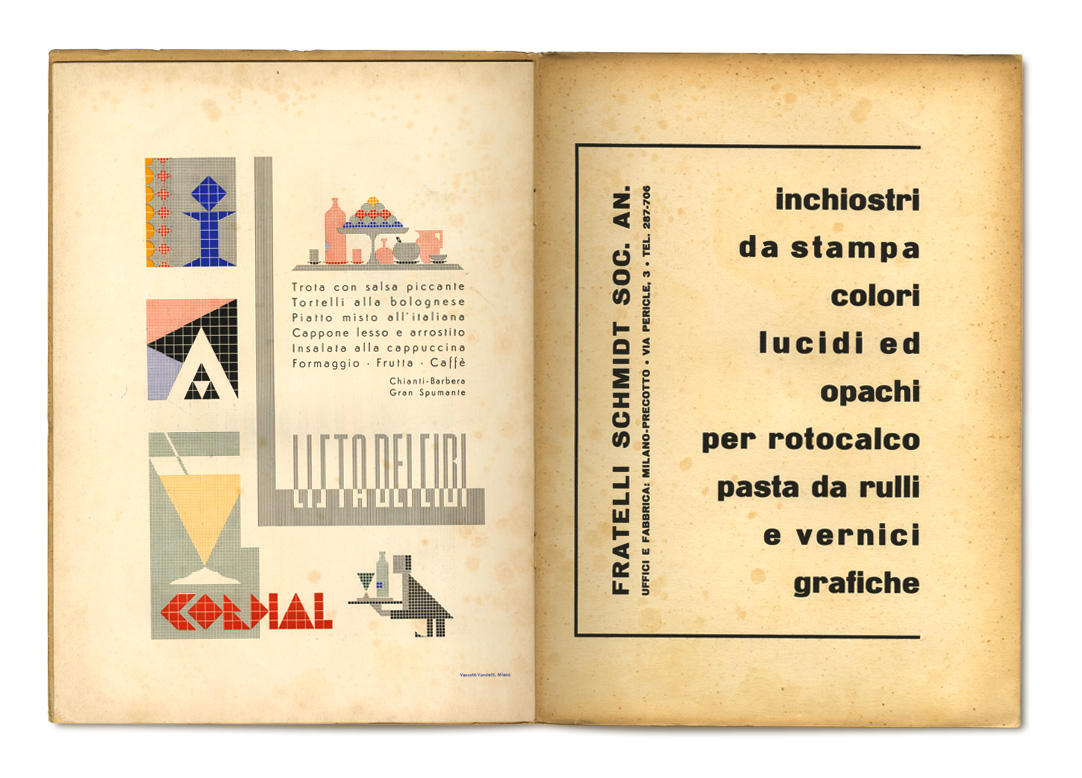 Trota con salsa piccante
Tortelli alla bolognese
Piatto misto all'italiana
Cappone lesso e arrostito
Insalata alla cappuccina
Formaggio · Frutta · Caffè
Chianti-Barbera
Gran Spumante
LISTA DEI CIBI
A
CORDIAL
Milano
FRATELLI SCHMIDT SOC. AN.
UFFICI E FABBRICA: MILANO-PRECOTTO • VIA PERICLE, 3 • TEL. 287-706
inchiostri
da stampa
colori
lucidi ed
opachi
per rotocalco
pasta da rulli
e vernici
grafiche